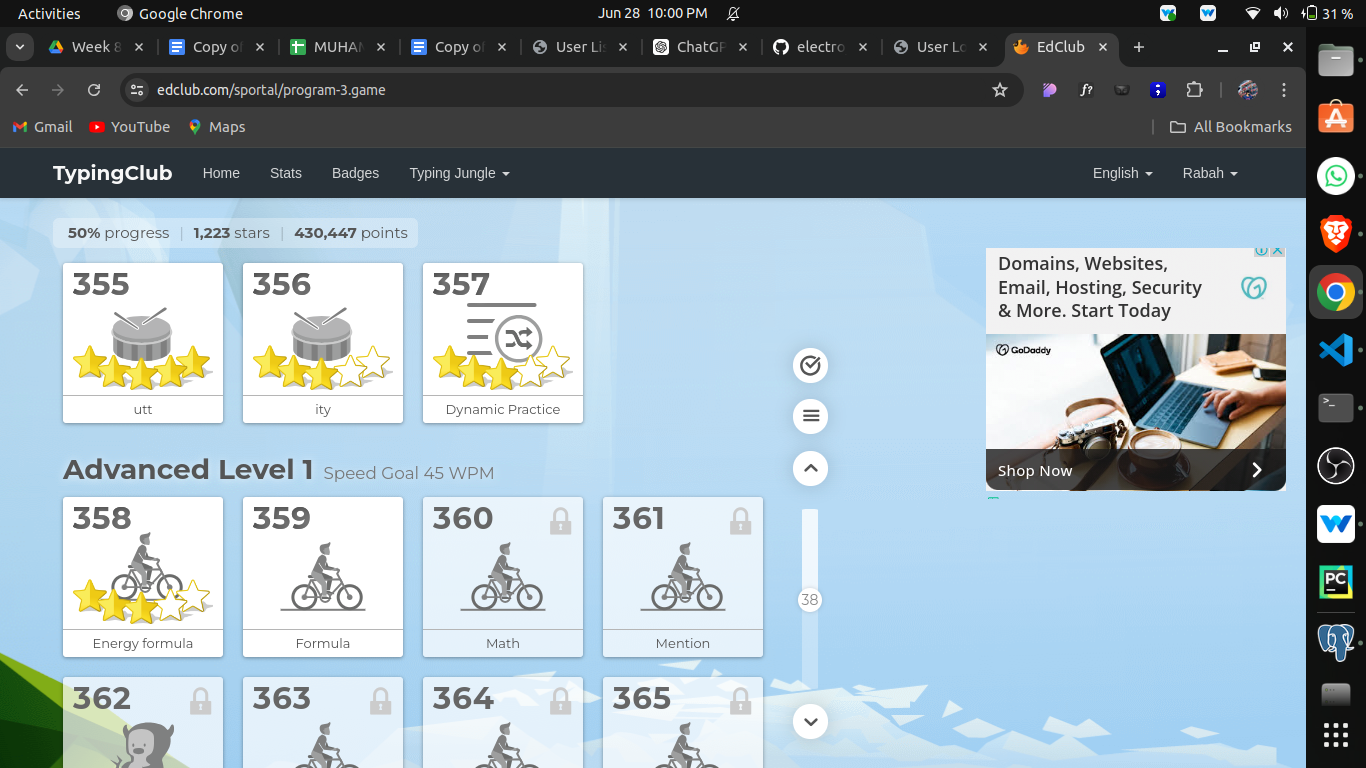 Activities Google Chrome Jun 28 10:00 PM 31 %
Week 8 Copy of MUHAM Copy of User Lis ChatGP electro User Lo EdClub
edclub.com/sportal/program-3.game
Gmail YouTube Maps All Bookmarks
TypingClub Home Stats Badges Typing Jungle English Rabah
50% progress | 1,223 stars | 430,447 points
355 356 357
utt ity Dynamic Practice
Domains, Websites,
Email, Hosting, Security
& More. Start Today
GoDaddy
Shop Now
Advanced Level 1 Speed Goal 45 WPM
358 359 360 361
38
Energy formula Formula Math Mention
362 363 364 365